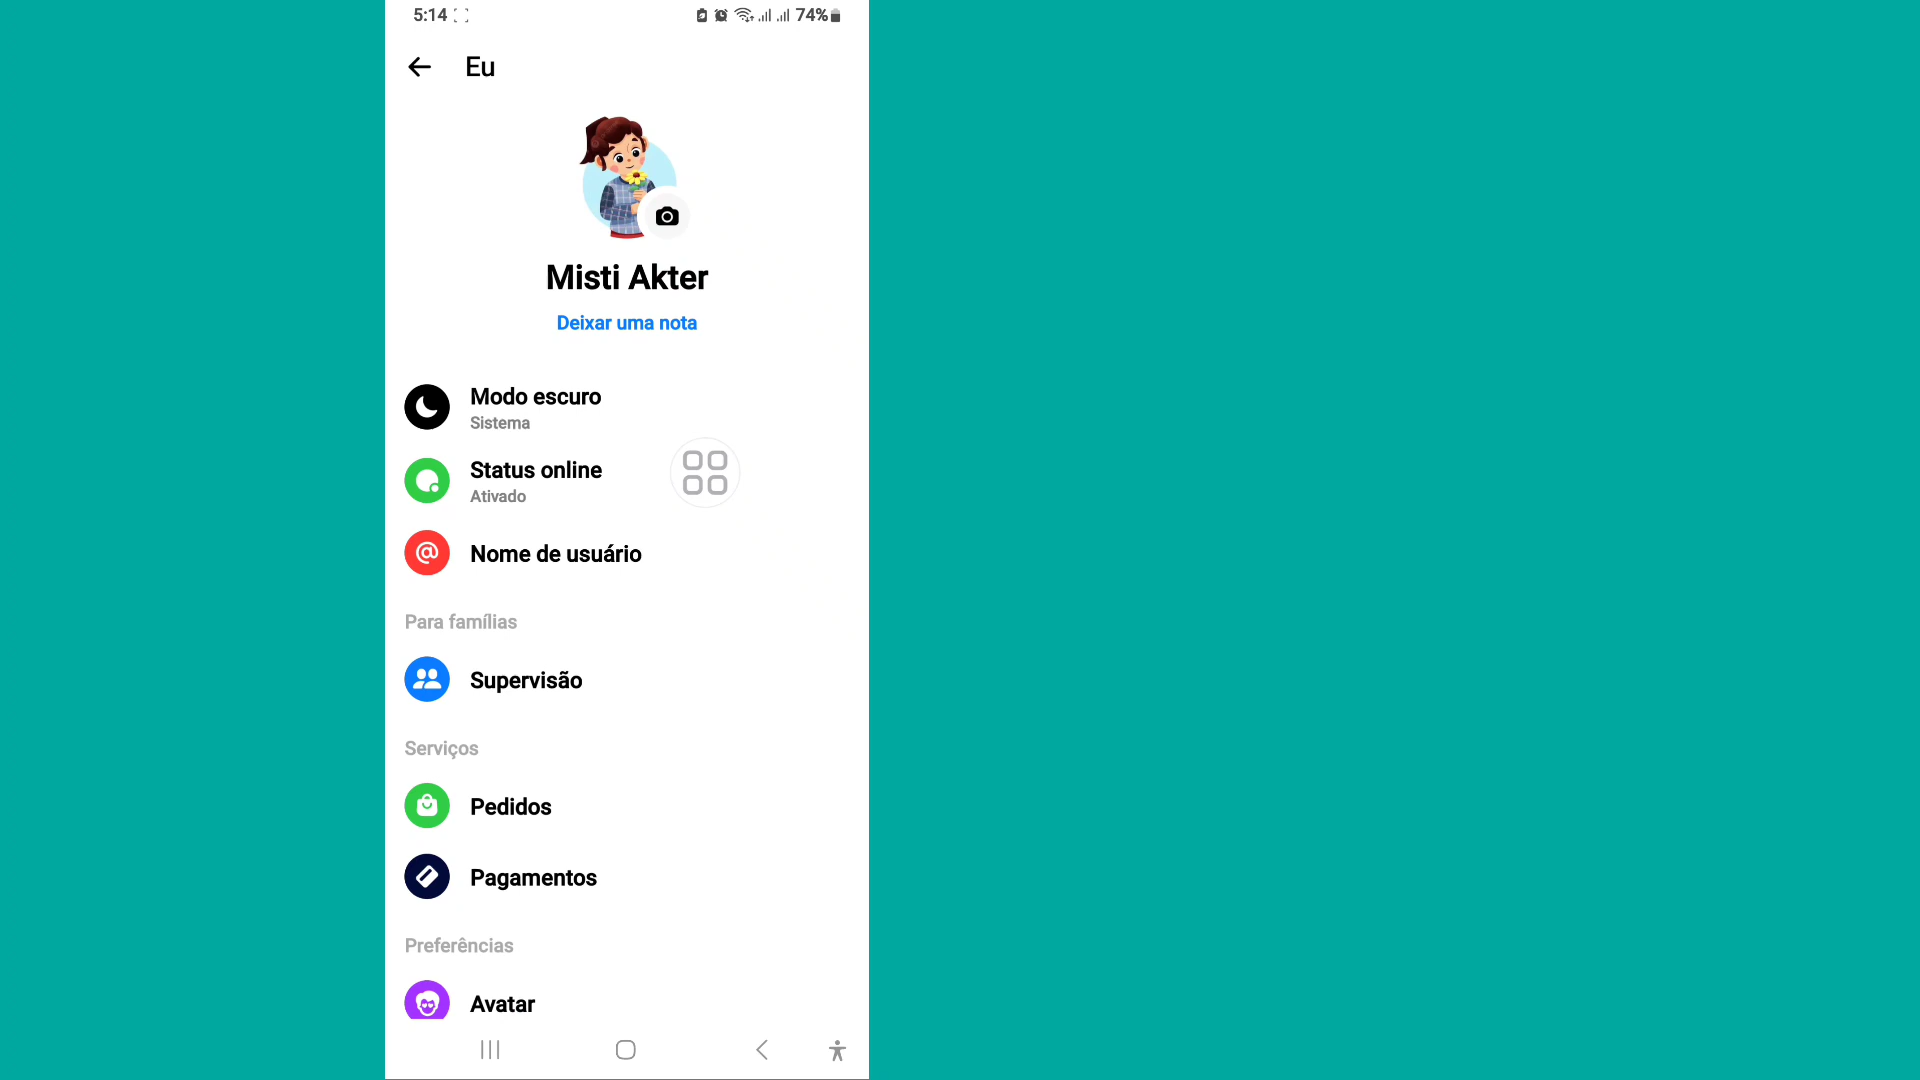 5:14
74%
Eu
Misti Akter
Deixar uma nota
Modo escuro
Sistema
Status online
Ativado
Nome de usuário
Para famílias
Supervisão
Serviços
Pedidos
Pagamentos
Preferências
Avatar